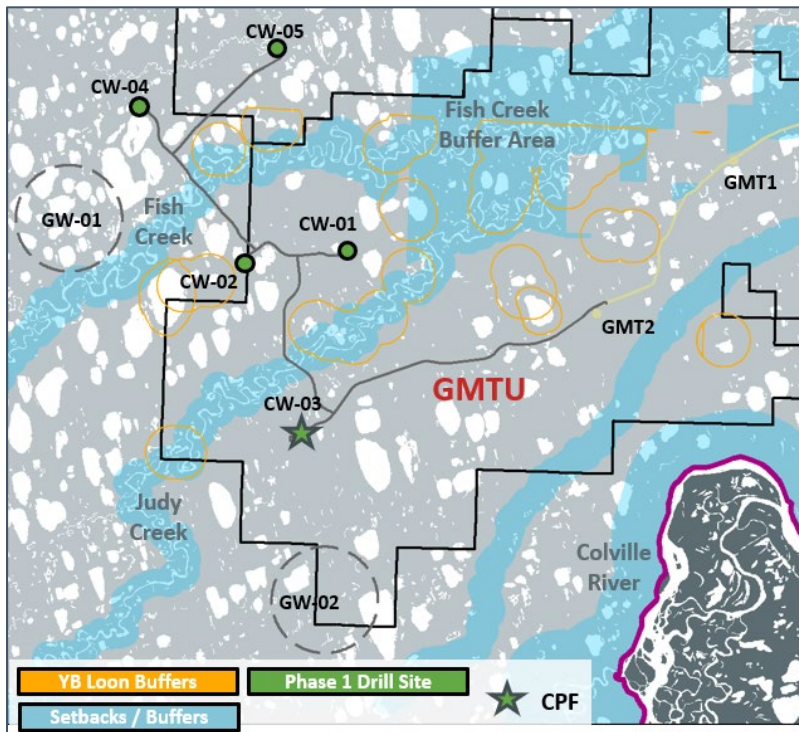 CW-05
CW-04
Fish Creek
Buffer Area
GMT1
GW-01
Fish
Creek
CW-01
CW-02
GMT2
GMTU
CW-03
Judy
Creek
Colville
River
GW-02
YB Loon Buffers
Phase 1 Drill Site
CPF
Setbacks / Buffers